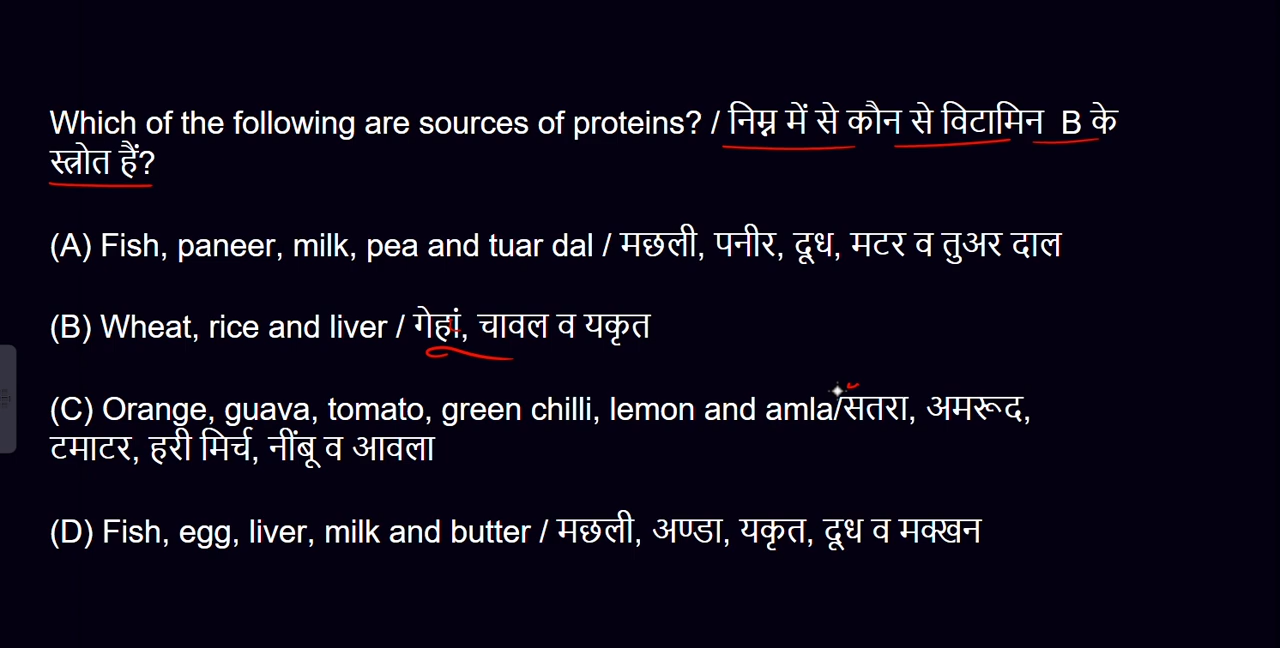 Which of the following are sources of proteins? / निम्न में से कौन से विटामिन B के
स्त्रोत हैं?
(A) Fish, paneer, milk, pea and tuar dal / मछली, पनीर, दूध, मटर व तुअर दाल
(B) Wheat, rice and liver / गेहां, चावल व यकृत
(C) Orange, guava, tomato, green chilli, lemon and amla/संतरा, अमरूद,
टमाटर, हरी मिर्च, नींबू व आवला
(D) Fish, egg, liver, milk and butter / मछली, अण्डा, यकृत, दूध व मक्खन